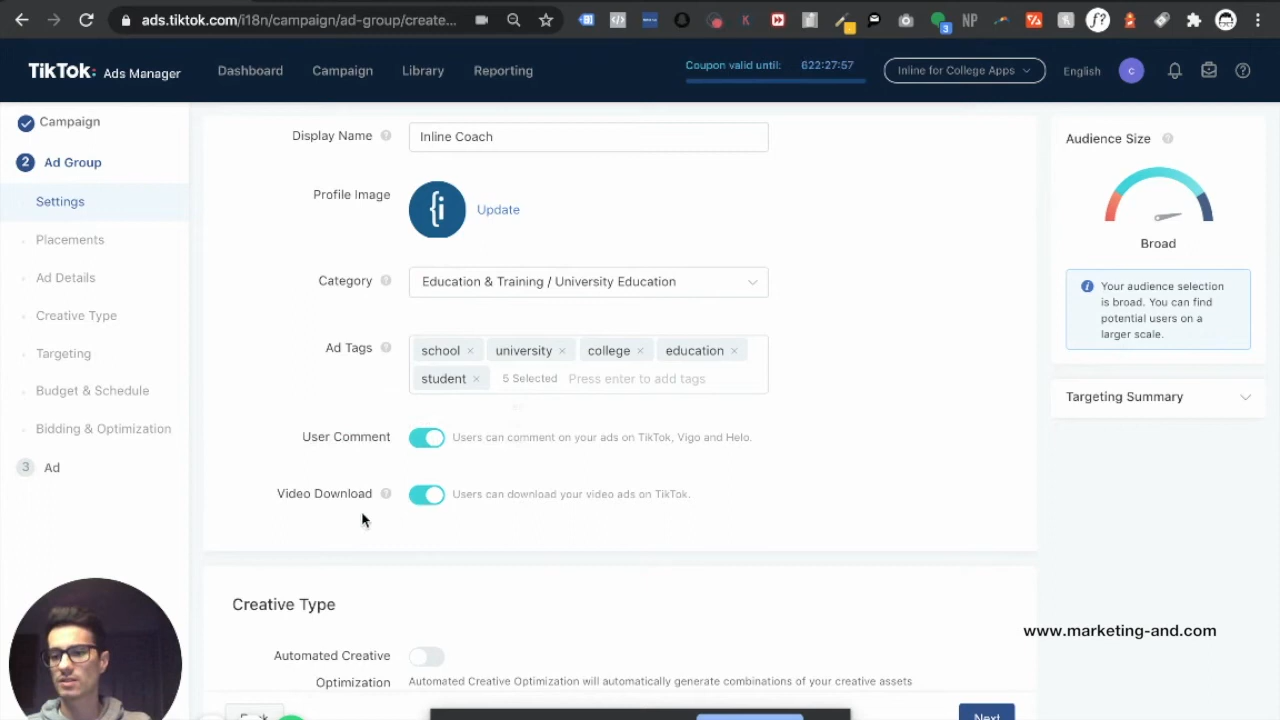 ads.tiktok.com/i18n/campaign/ad-group/create...
3
K
NP
f?
TikTok: Ads Manager
Dashboard
Campaign
Library
Reporting
Coupon valid until: 622:27:57
Inline for College Apps
English
C
Campaign
2 Ad Group
Settings
Placements
Ad Details
Creative Type
Targeting
Budget & Schedule
Bidding & Optimization
3 Ad
Display Name
Inline Coach
Profile Image
{i
Update
Category
Education & Training / University Education
Ad Tags
school × university × college × education ×
student × 5 Selected Press enter to add tags
User Comment
Users can comment on your ads on TikTok, Vigo and Helo.
Video Download
Users can download your video ads on TikTok.
Creative Type
Automated Creative
Optimization
Automated Creative Optimization will automatically generate combinations of your creative assets
Next
Audience Size
Broad
Your audience selection
is broad. You can find
potential users on a
larger scale.
Targeting Summary
www.marketing-and.com